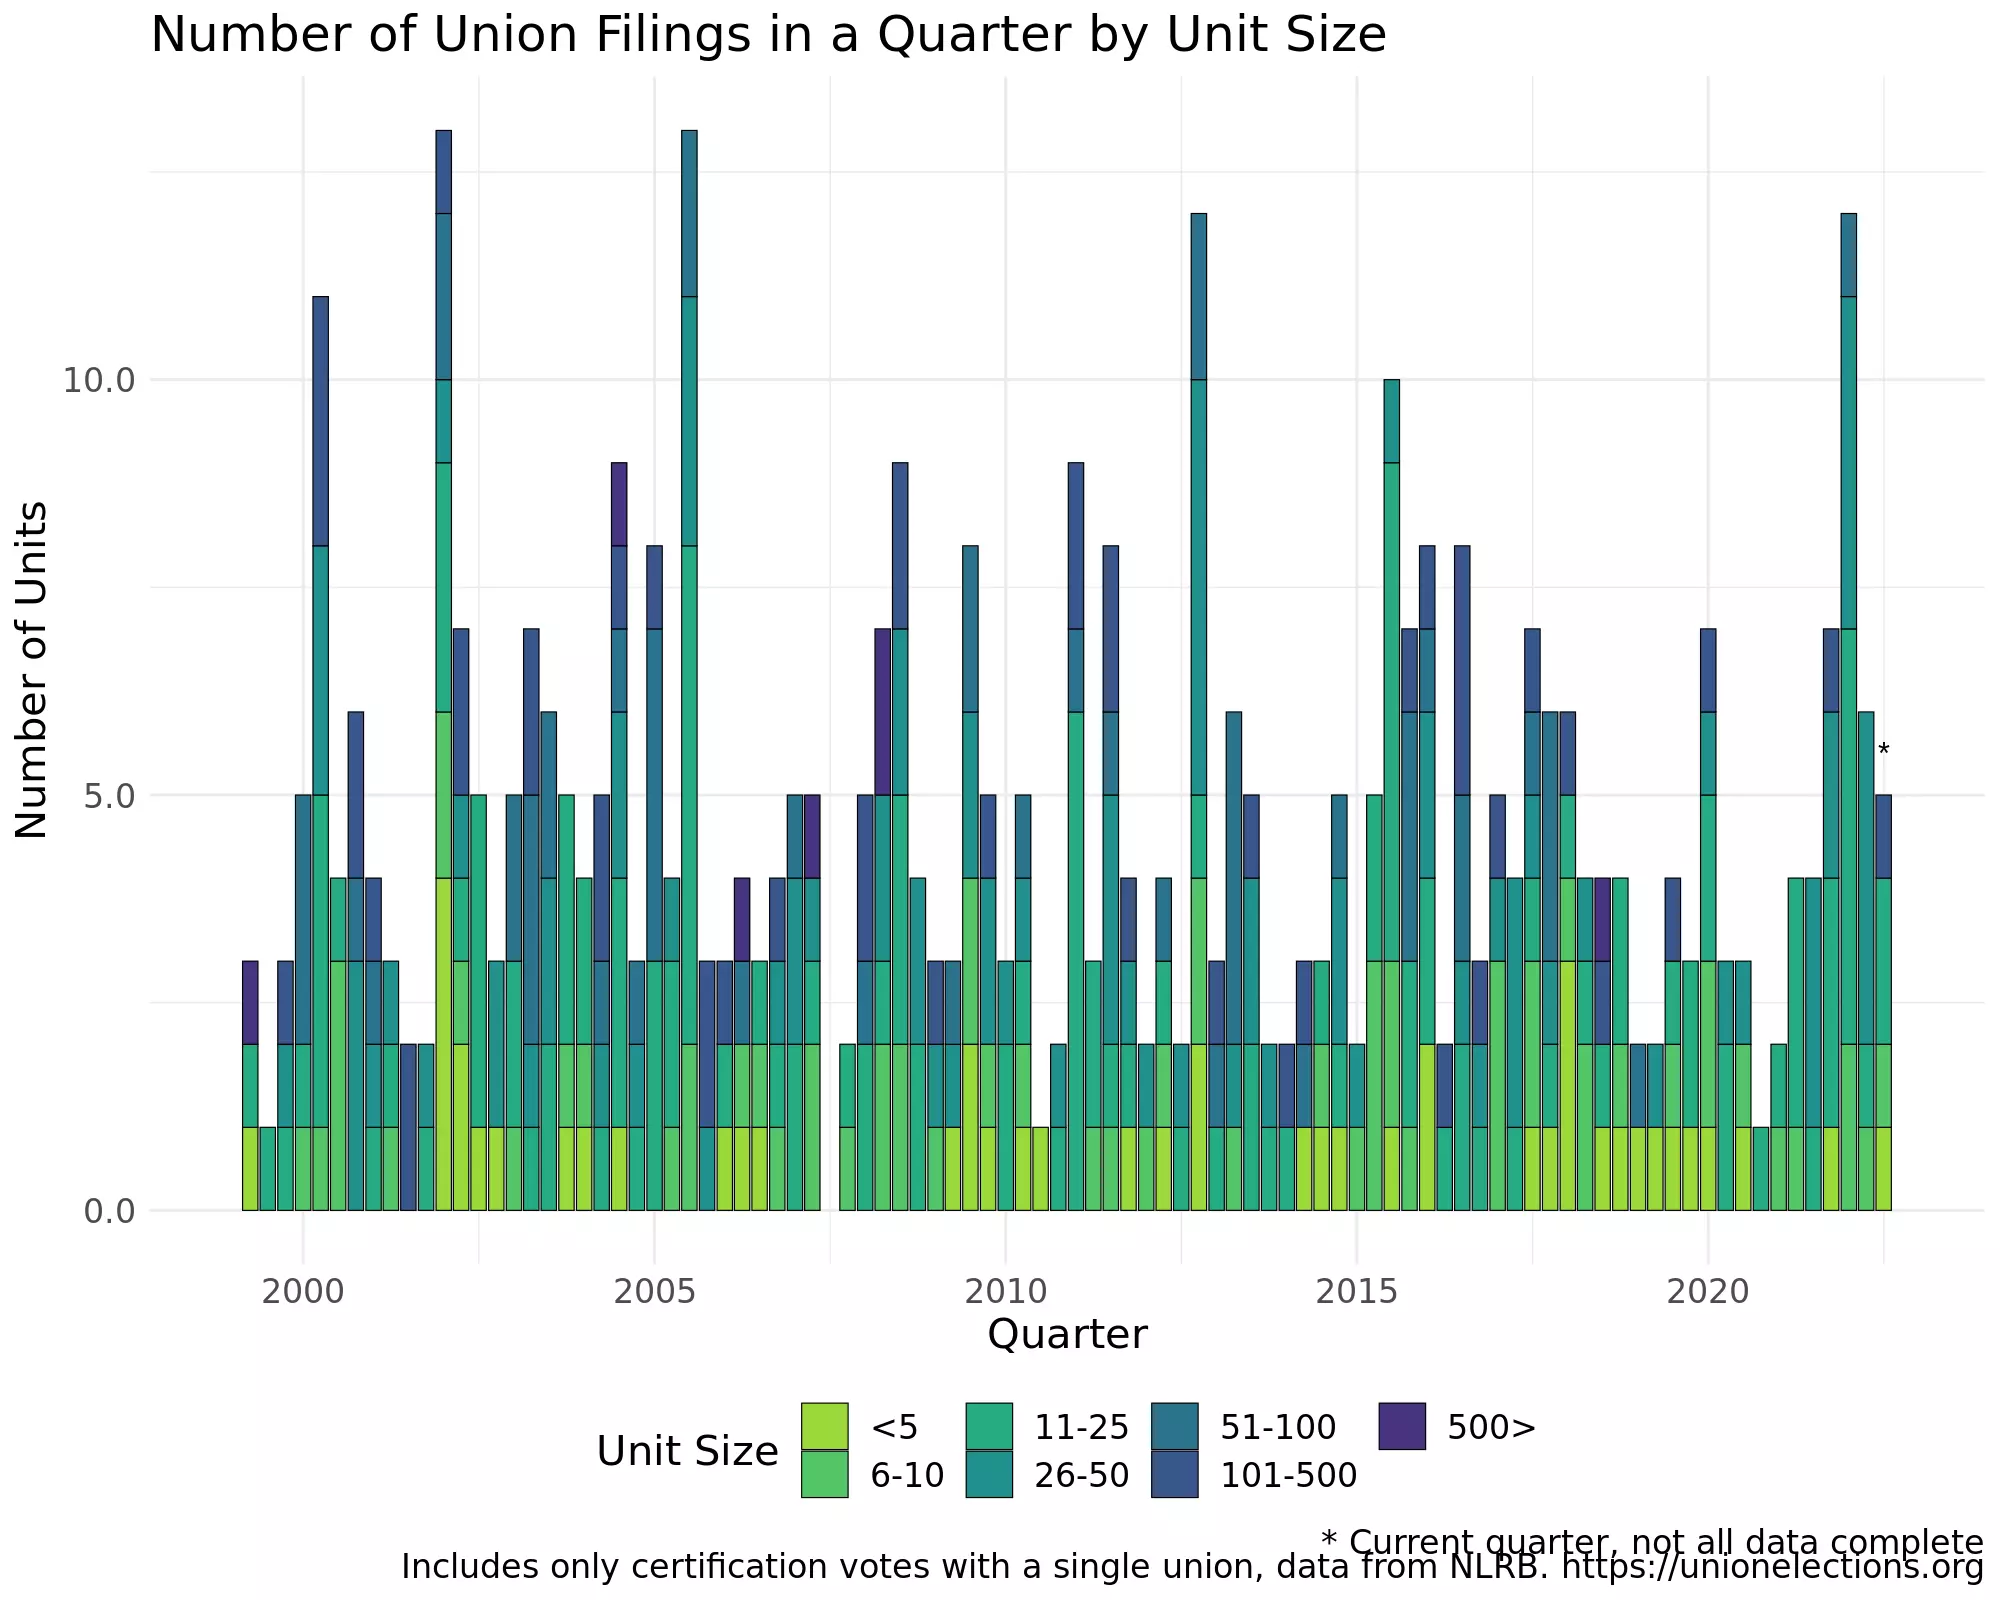 Number of Union Filings in a Quarter by Unit Size
Number of Units
10.0
5.0
0.0
*
2000 2005 2010 2015 2020
Quarter
Unit Size
<5 11-25 51-100 500>
6-10 26-50 101-500
* Current quarter, not all data complete
Includes only certification votes with a single union, data from NLRB. https://unionelections.org